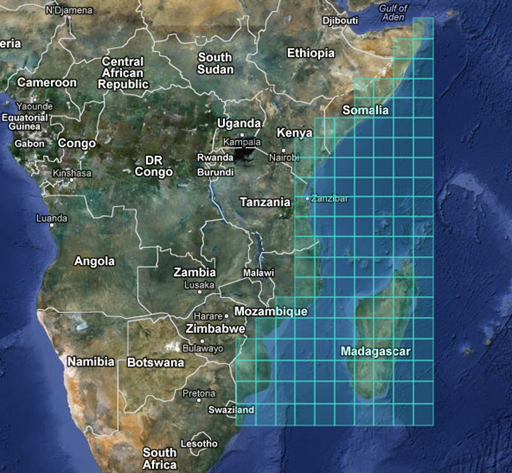 N'Djamena
Djibouti
Gulf of
Aden
eria
South
Sudan
Ethiopia
Central
African
Republic
Cameroon
Yaounde
Equatorial
Guinea
Somalia
Uganda
Kampala
Kenya
Nairobi
Gabon
Congo
DR
Congo
Rwanda
Burundi
Kinshasa
Tanzania
Zanzibar
Luanda
Angola
Zambia
Lusaka
Malawi
Mozambique
Harare
Zimbabwe
Bulawayo
Madagascar
Namibia
Botswana
Pretoria
Swaziland
Lesotho
South
Africa